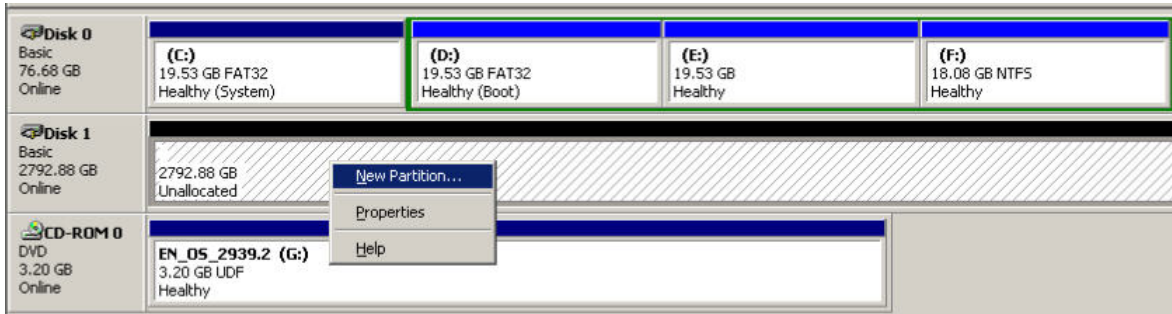 Disk 0
Basic
76.68 GB
Online
(C:)
19.53 GB FAT32
Healthy (System)
(D:)
19.53 GB FAT32
Healthy (Boot)
(E:)
19.53 GB
Healthy
(F:)
18.08 GB NTFS
Healthy
Disk 1
Basic
2792.88 GB
Online
2792.88 GB
Unallocated
New Partition...
Properties
Help
CD-ROM 0
DVD
3.20 GB
Online
EN_OS_2939.2 (G:)
3.20 GB UDF
Healthy